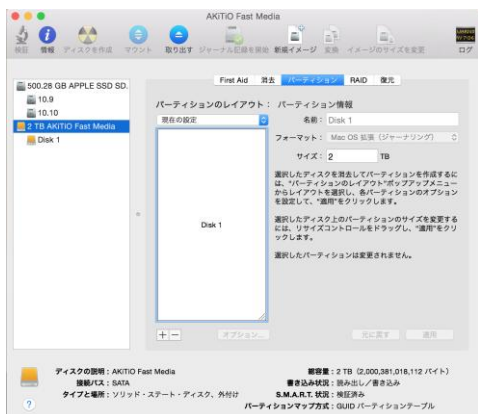 AKiTiO Fast Media
検証 情報 ディスクを作成 マウント 取り出す ジャーナル記録を開始 新規イメージ 変換 イメージのサイズを変更 ログ
500.28 GB APPLE SSD SD.
10.9
10.10
2 TB AKiTiO Fast Media
Disk 1
First Aid 消去 パーティション RAID 復元
パーティションのレイアウト： パーティション情報
現在の設定
名前： Disk 1
フォーマット： Mac OS 拡張（ジャーナリング）
サイズ： 2 TB
Disk 1
選択したディスクを消去してパーティションを作成するに
は、"パーティションのレイアウト"ポップアップメニュー
からレイアウトを選択し、各パーティションのオプション
を設定して、"適用"をクリックします。
選択したディスク上のパーティションのサイズを変更する
には、リサイズコントロールをドラッグし、"適用"をクリ
ックします。
選択したパーティションは変更されません。
+ − オプション... 元に戻す 適用
ディスクの説明：AKiTiO Fast Media 総容量：2 TB（2,000,381,018,112 バイト）
接続バス：SATA 書き込み状況：読み出し／書き込み
タイプと場所：ソリッド・ステート・ディスク、外付け S.M.A.R.T. 状況：検証済み
? パーティションマップ方式：GUID パーティションテーブル